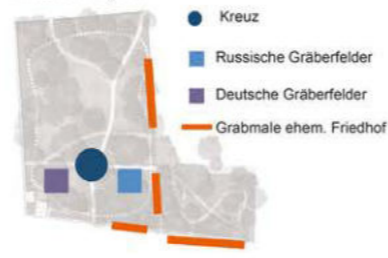 Kreuz
Russische Gräberfelder
Deutsche Gräberfelder
Grabmale ehem. Friedhof